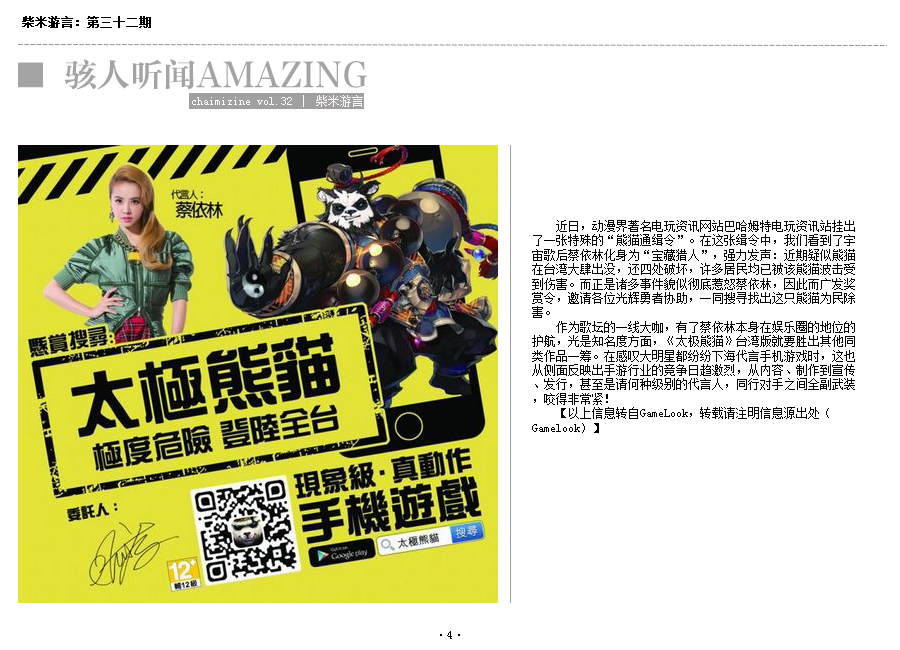 柴米游言：第三十二期
骇人听闻AMAZING
chaimizine vol.32 | 柴米游言
代言人：
蔡依林
懸賞搜尋：
太極熊貓
極度危險 登陸全台
現象級·真動作
手機遊戲
委託人：
Get it on
Google play
太極熊貓 搜尋
12+
輔12級
近日，动漫界著名电玩资讯网站巴哈姆特电玩资讯站挂出
了一张特殊的“熊猫通缉令”。在这张缉令中，我们看到了宇
宙歌后蔡依林化身为“宝藏猎人”，强力发声：近期疑似熊猫
在台湾大肆出没，还四处破坏，许多居民均已被该熊猫波击受
到伤害。而正是诸多事件貌似彻底惹怒蔡依林，因此而广发奖
赏令，邀请各位光辉勇者协助，一同搜寻找出这只熊猫为民除
害。
作为歌坛的一线大咖，有了蔡依林本身在娱乐圈的地位的
护航，光是知名度方面，《太极熊猫》台湾版就要胜出其他同
类作品一筹。在感叹大明星都纷纷下海代言手机游戏时，这也
从侧面反映出手游行业的竞争日趋激烈，从内容、制作到宣传
、发行，甚至是请何种级别的代言人，同行对手之间全副武装
，咬得非常紧！
【以上信息转自GameLook，转载请注明信息源出处（
Gamelook）】
·4·